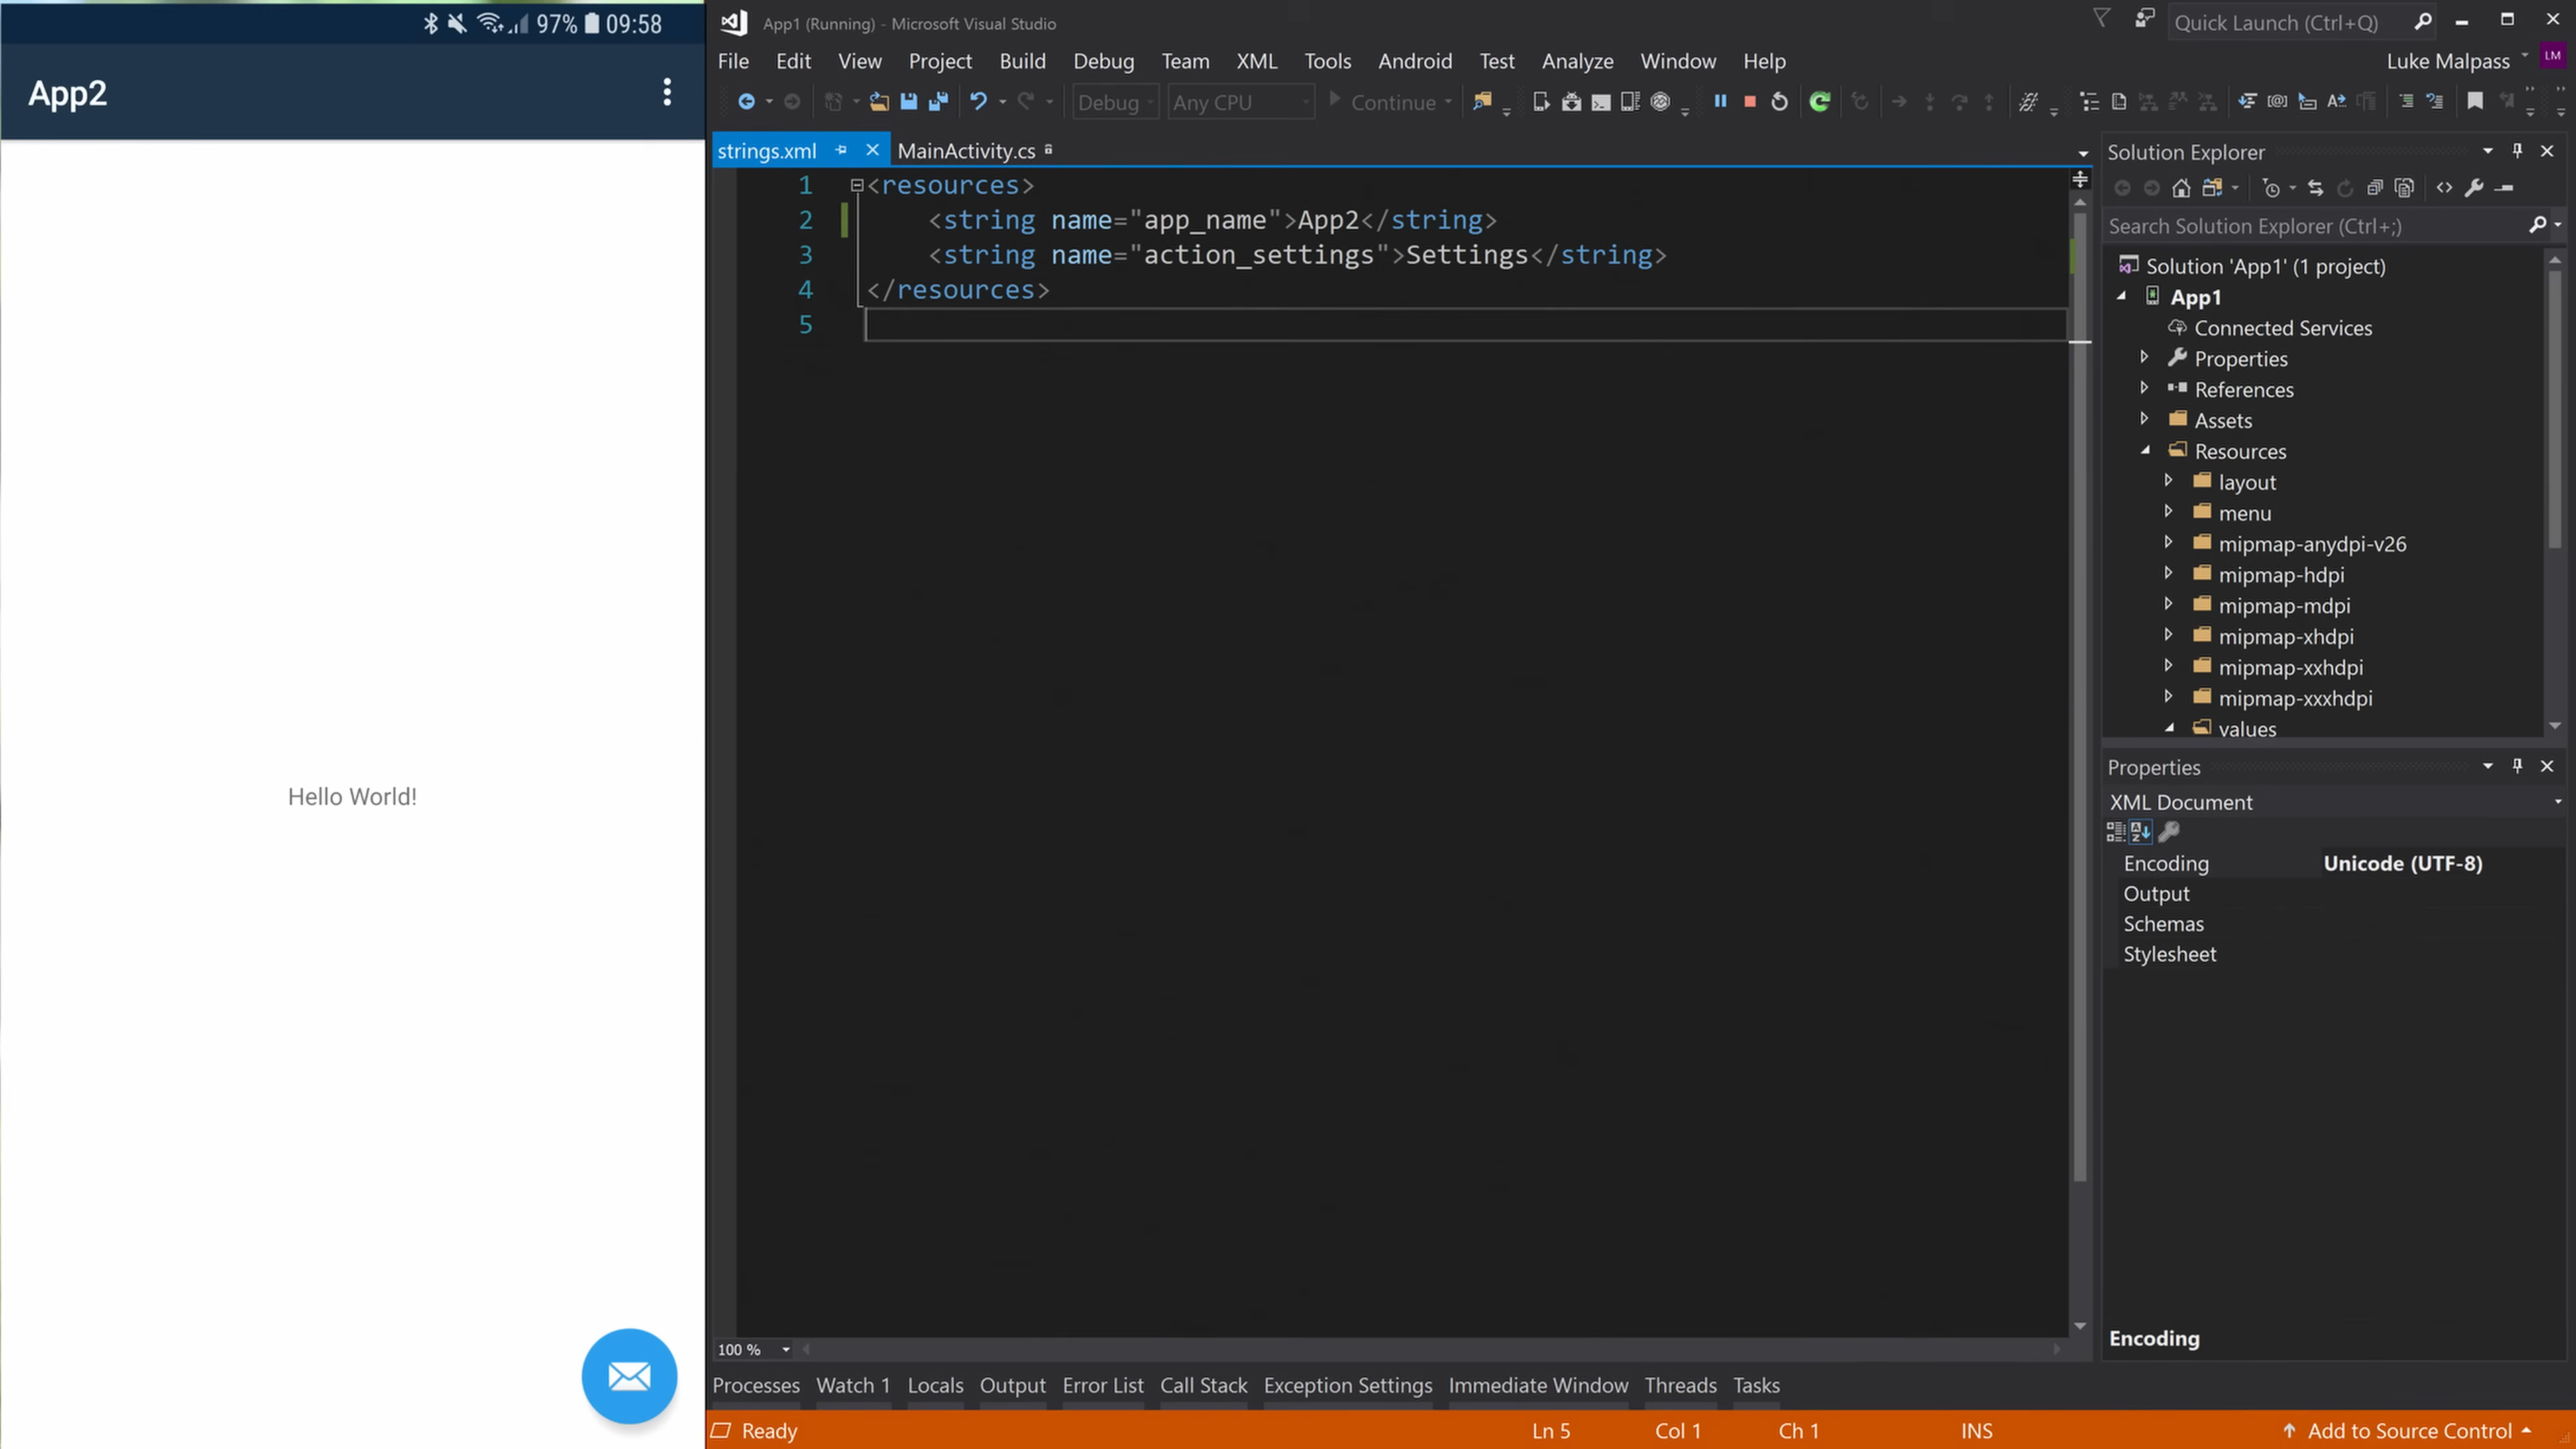 97% 09:58
App2
Hello World!
App1 (Running) - Microsoft Visual Studio
Quick Launch (Ctrl+Q)
File Edit View Project Build Debug Team XML Tools Android Test Analyze Window Help
Luke Malpass LM
Debug Any CPU Continue
strings.xml MainActivity.cs
1 <resources>
2 <string name="app_name">App2</string>
3 <string name="action_settings">Settings</string>
4 </resources>
5
100 %
Solution Explorer
Search Solution Explorer (Ctrl+;)
Solution 'App1' (1 project)
App1
Connected Services
Properties
References
Assets
Resources
layout
menu
mipmap-anydpi-v26
mipmap-hdpi
mipmap-mdpi
mipmap-xhdpi
mipmap-xxhdpi
mipmap-xxxhdpi
values
Properties
XML Document
Encoding Unicode (UTF-8)
Output
Schemas
Stylesheet
Encoding
Processes Watch 1 Locals Output Error List Call Stack Exception Settings Immediate Window Threads Tasks
Ready Ln 5 Col 1 Ch 1 INS Add to Source Control